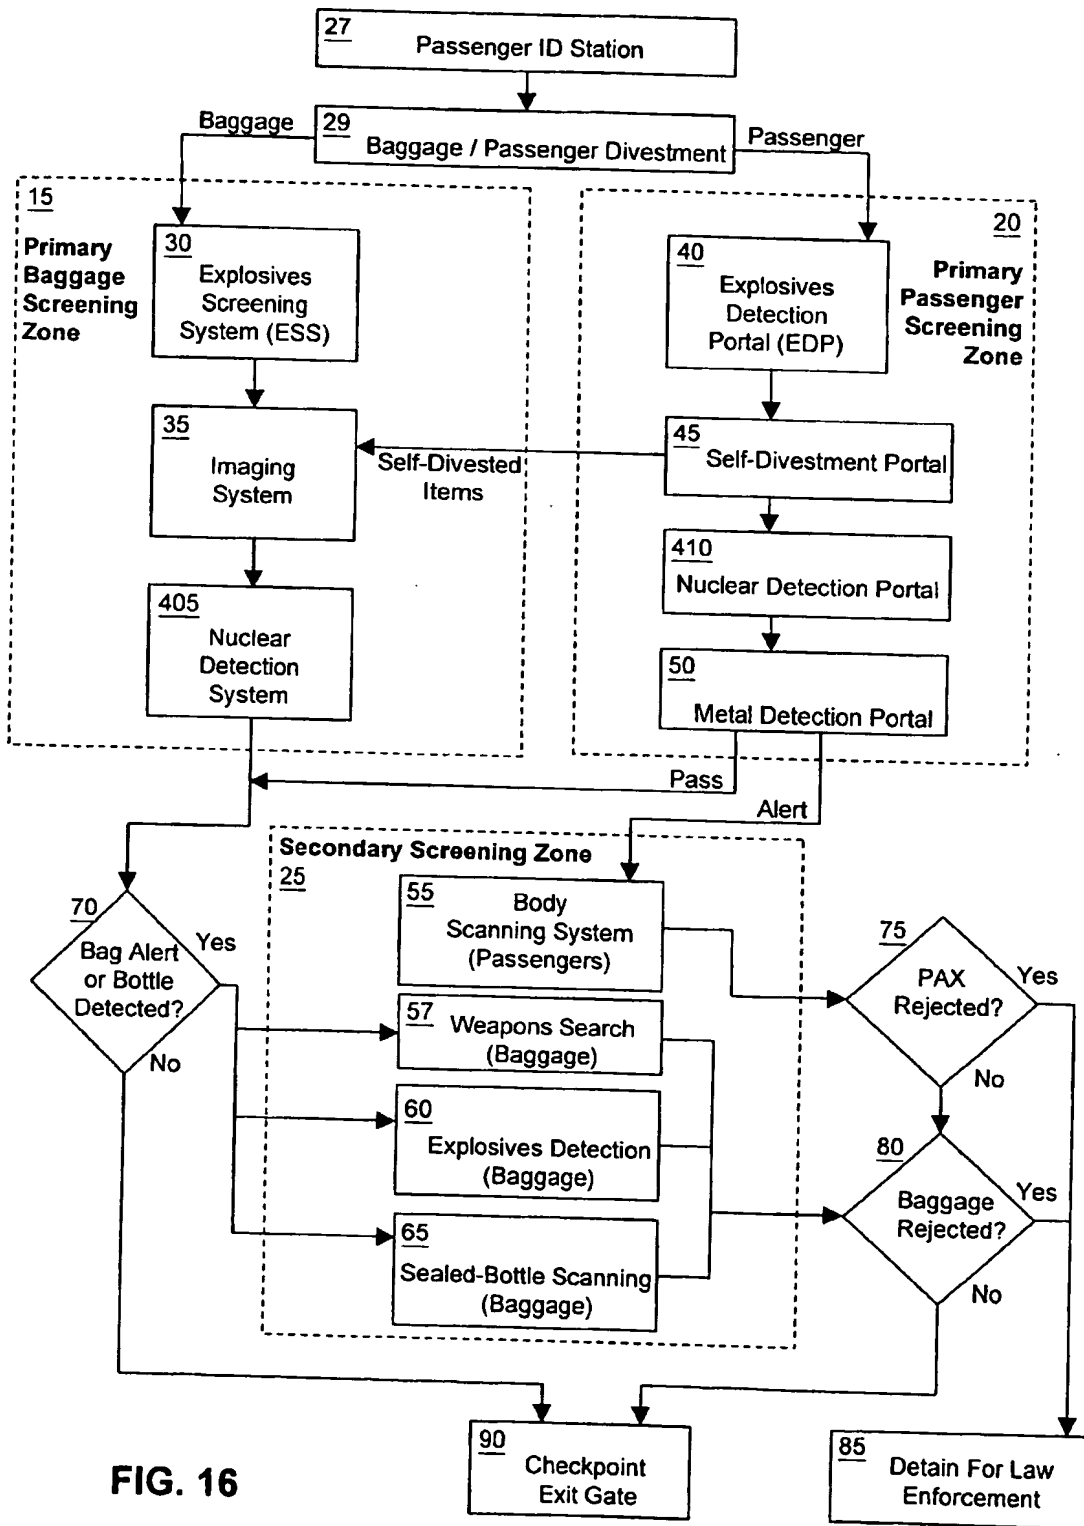 27
Passenger ID Station
Baggage
29
Baggage / Passenger Divestment
Passenger
15
Primary
Baggage
Screening
Zone
30
Explosives
Screening
System (ESS)
35
Imaging
System
Self-Divested
Items
405
Nuclear
Detection
System
20
Primary
Passenger
Screening
Zone
40
Explosives
Detection
Portal (EDP)
45
Self-Divestment Portal
410
Nuclear Detection Portal
50
Metal Detection Portal
Pass
Alert
Secondary Screening Zone
25
55
Body
Scanning System
(Passengers)
57
Weapons Search
(Baggage)
60
Explosives Detection
(Baggage)
65
Sealed-Bottle Scanning
(Baggage)
70
Bag Alert
or Bottle
Detected?
Yes
No
75
PAX
Rejected?
Yes
No
80
Baggage
Rejected?
Yes
No
90
Checkpoint
Exit Gate
85
Detain For Law
Enforcement
FIG. 16